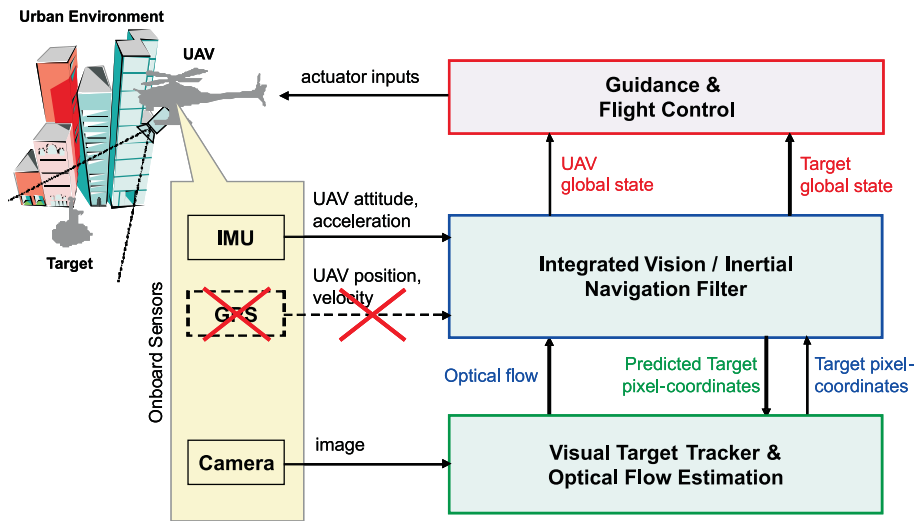 Urban Environment
UAV
actuator inputs
Guidance &
Flight Control
UAV
global state
Target
global state
UAV attitude,
acceleration
IMU
Target
Integrated Vision / Inertial
Navigation Filter
UAV position,
velocity
GPS
Onboard Sensors
Optical flow
Predicted Target
pixel-coordinates
Target pixel-
coordinates
image
Camera
Visual Target Tracker &
Optical Flow Estimation